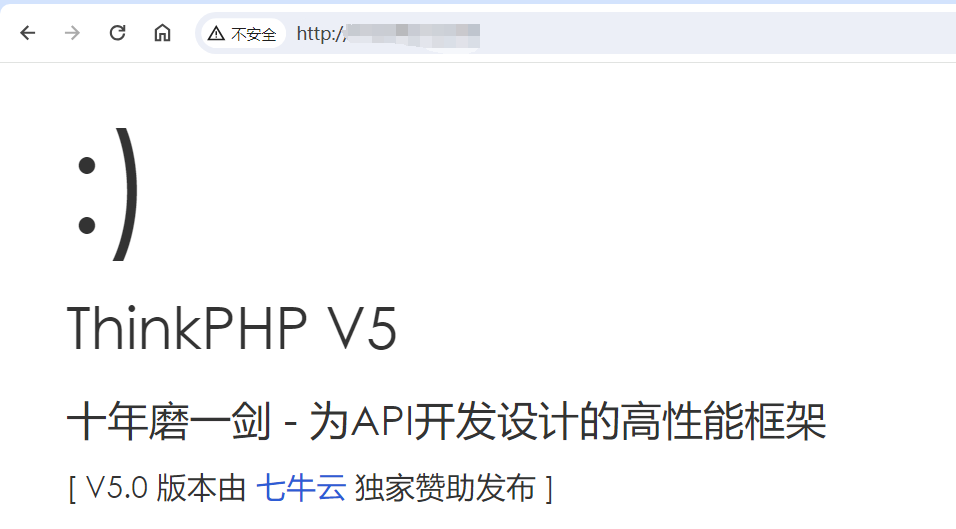 不安全 http:/
:)
ThinkPHP V5
十年磨一剑 - 为API开发设计的高性能框架
[ V5.0 版本由 七牛云 独家赞助发布 ]